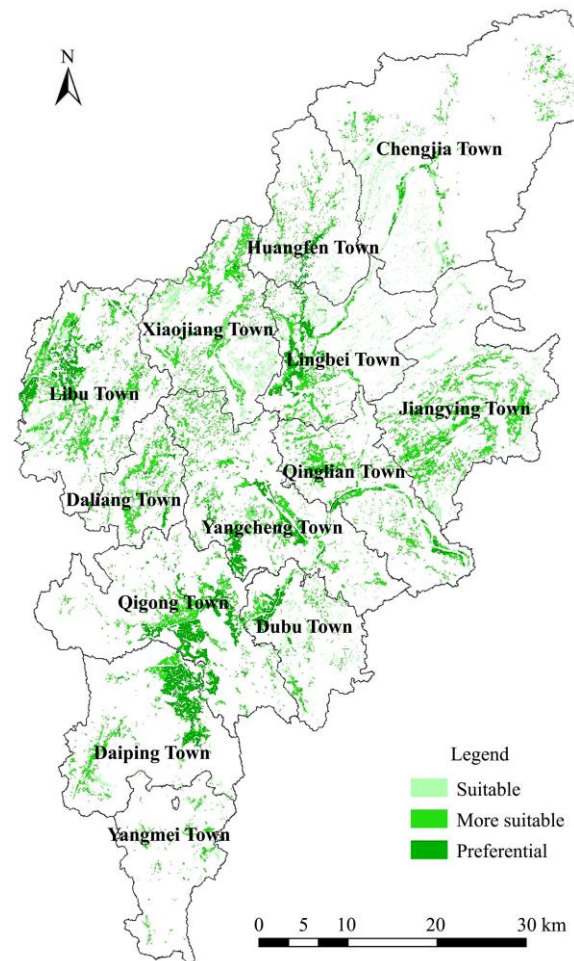 N
Chengjia Town
Huangfen Town
Xiaojiang Town
Lingbei Town
Libu Town
Jiangying Town
Qinglian Town
Daliang Town
Yangcheng Town
Qigong Town
Dubu Town
Daiping Town
Legend
Suitable
More suitable
Yangmei Town
Preferential
0 5 10 20 30 km